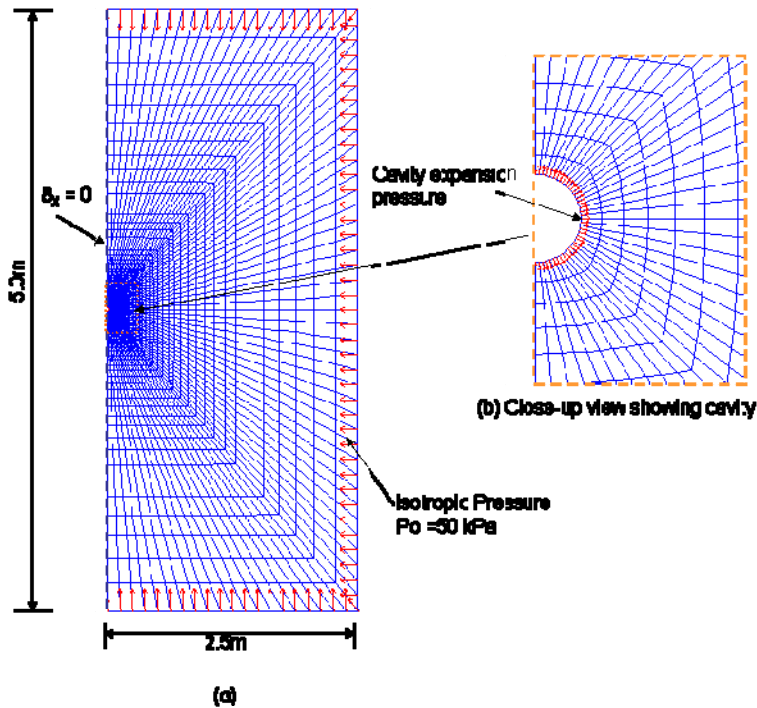 δx = 0
5.0m
2.5m
(a)
Cavity expansion
pressure
(b) Close-up view showing cavity
Isotropic Pressure
Po =50 kPa